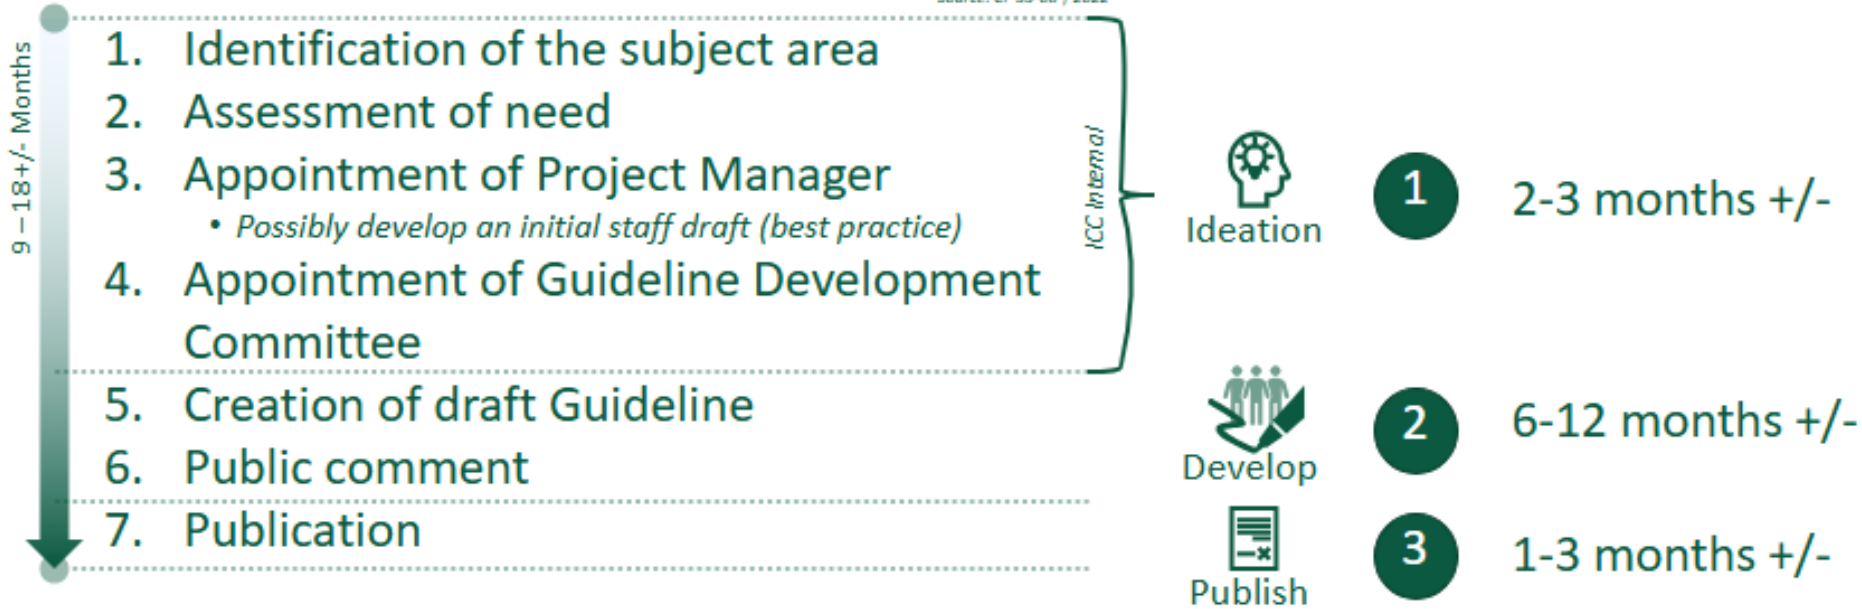 9 – 18+/- Months
1. Identification of the subject area
2. Assessment of need
3. Appointment of Project Manager
• Possibly develop an initial staff draft (best practice)
4. Appointment of Guideline Development
Committee
ICC Internal
5. Creation of draft Guideline
6. Public comment
7. Publication
Ideation
1
2-3 months +/-
Develop
2
6-12 months +/-
Publish
3
1-3 months +/-